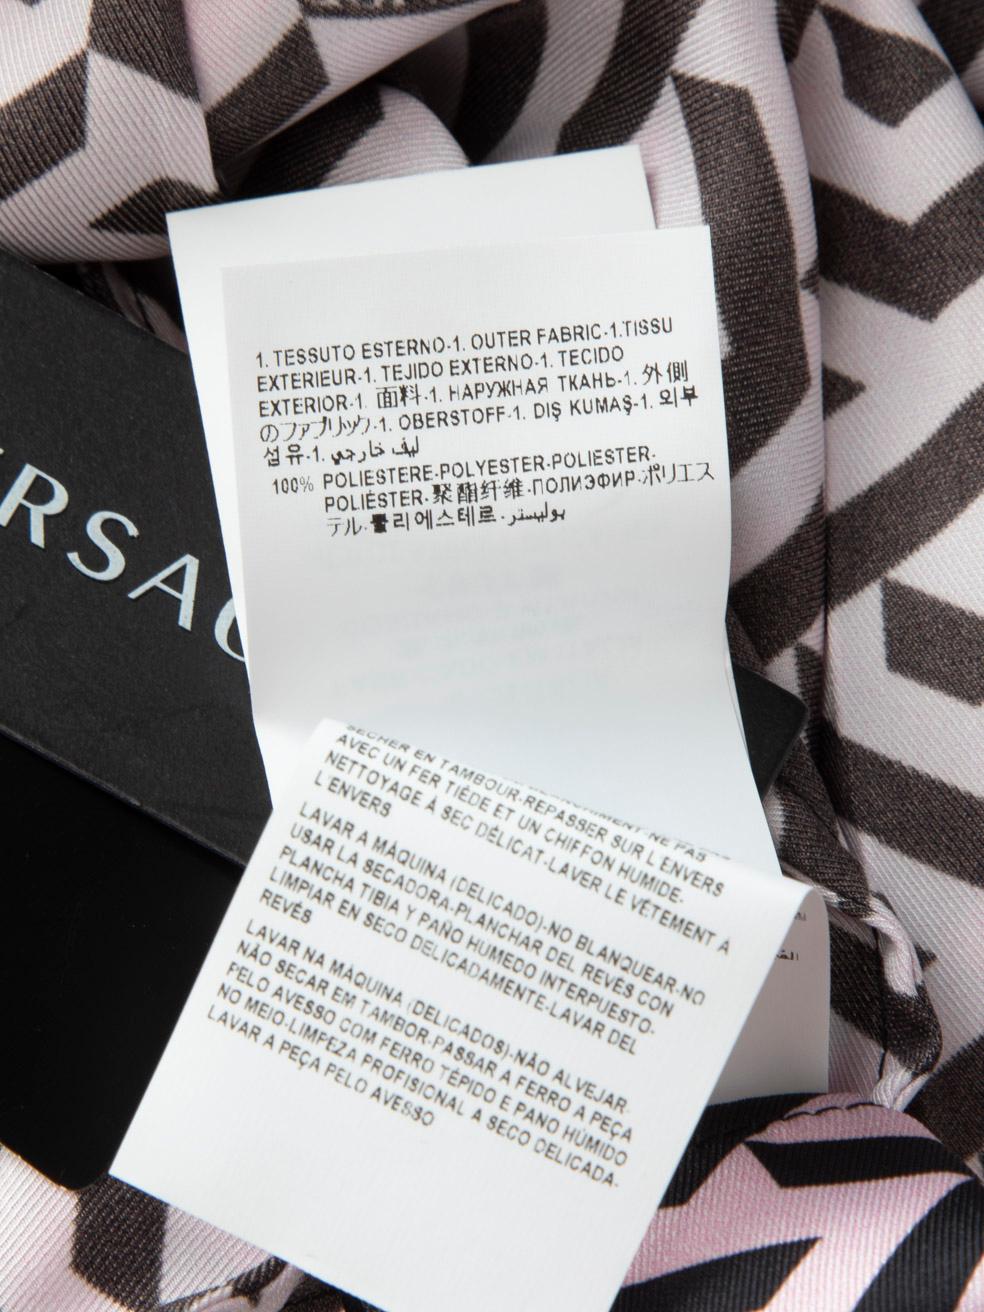 RSAC
1. TESSUTO ESTERNO-1. OUTER FABRIC-1.TISSU
EXTERIEUR-1. TEJIDO EXTERNO-1. TECIDO
EXTERIOR-1. 面料-1. НАРУЖНАЯ ТКАНЬ-1. 外側
のファブリック-1. OBERSTOFF-1. DIŞ KUMAŞ-1. 외부
섬유-1. ليف خارجي
100% POLIESTERE-POLYESTER-POLIESTER-
POLIÉSTER-聚酯纤维-ПОЛИЭФИР-ポリエス
テル-폴리에스테르-بوليستر
SÉCHER EN TAMBOUR-REPASSER SUR L'ENVERS
AVEC UN FER TIÈDE ET UN CHIFFON HUMIDE-
NETTOYAGE À SEC DÉLICAT-LAVER LE VÊTEMENT À
L'ENVERS
LAVAR A MÁQUINA (DELICADO)-NO BLANQUEAR-NO
USAR LA SECADORA-PLANCHAR DEL REVÉS CON
PLANCHA TIBIA Y PAÑO HUMEDO INTERPUESTO-
LIMPIAR EN SECO DELICADAMENTE-LAVAR DEL
REVÉS
LAVAR NA MÁQUINA (DELICADOS)-NÃO ALVEJAR-
NÃO SECAR EM TAMBOR-PASSAR A FERRO A PEÇA
PELO AVESSO COM FERRO TÉPIDO E PANO HÚMIDO
NO MEIO-LIMPEZA PROFISIONAL A SECO DELICADA-
LAVAR A PEÇA PELO AVESSO